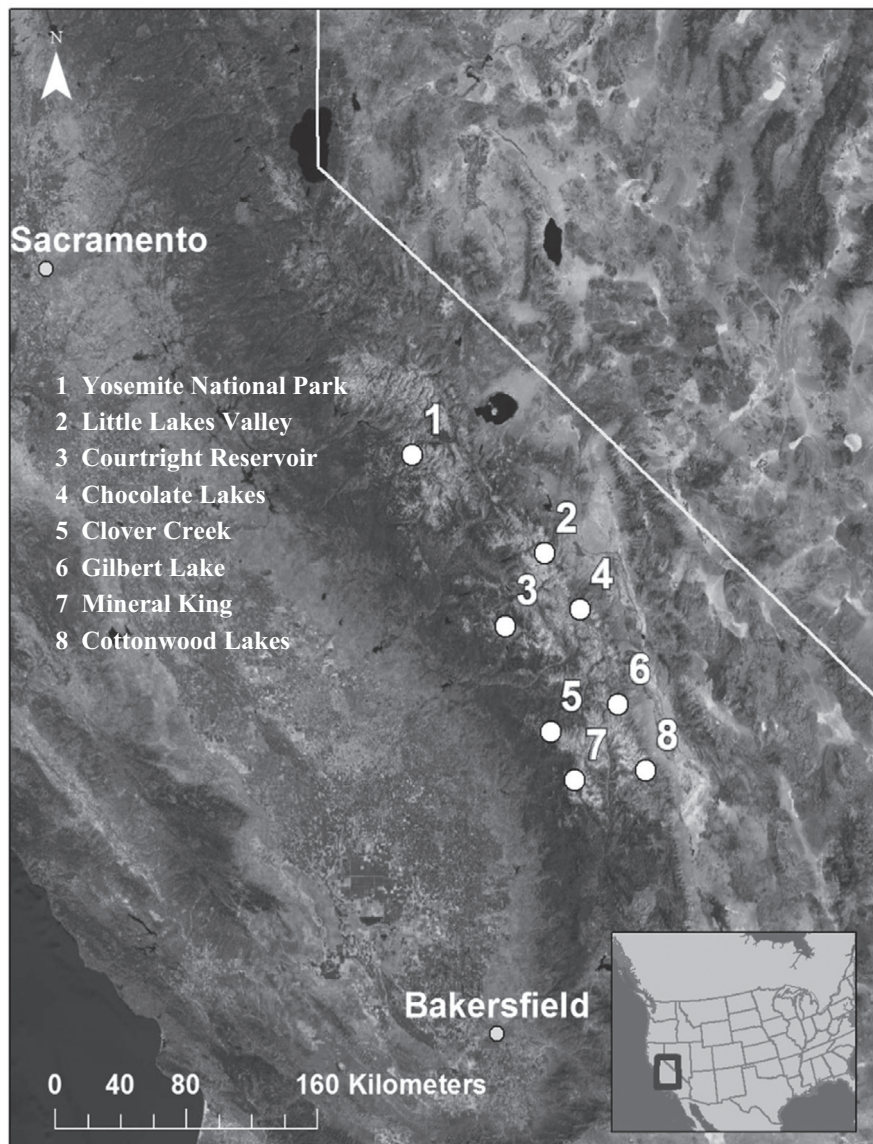 N
Sacramento
1 Yosemite National Park
2 Little Lakes Valley
3 Courtright Reservoir
4 Chocolate Lakes
5 Clover Creek
6 Gilbert Lake
7 Mineral King
8 Cottonwood Lakes
1
2
3
4
5
6
7
8
Bakersfield
0 40 80 160 Kilometers